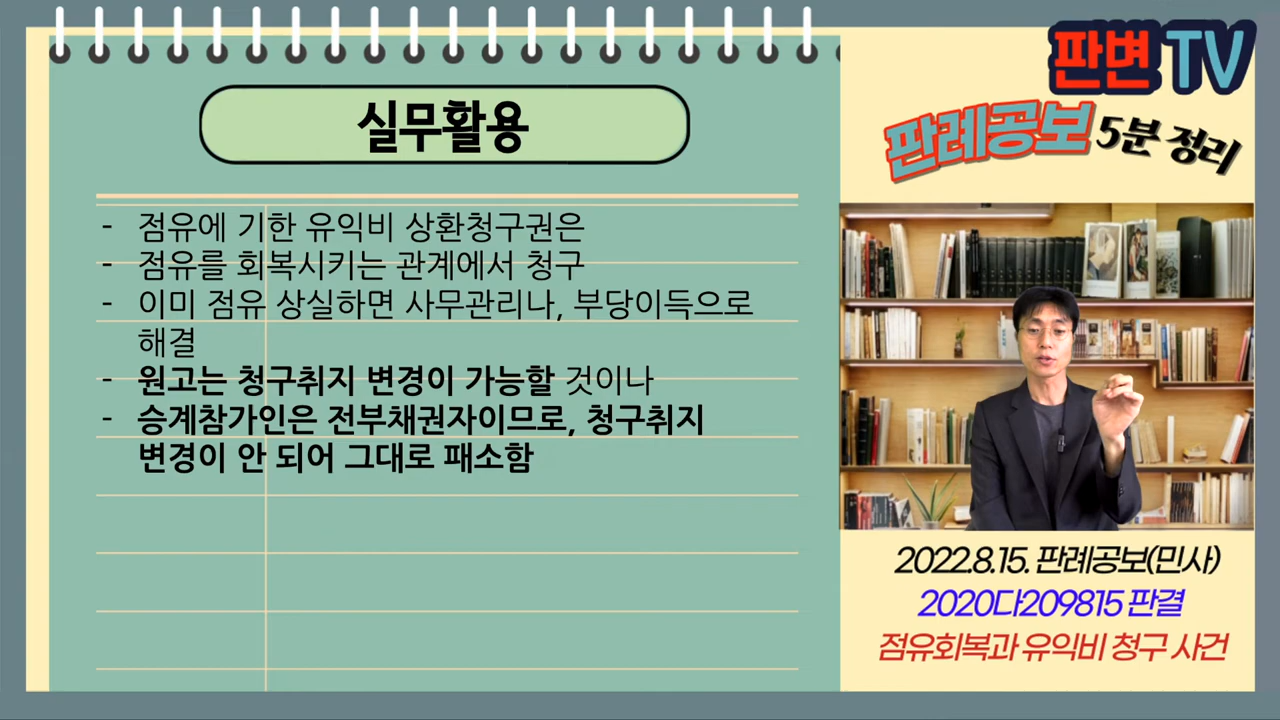 판변 TV
판례공보 5분 정리
실무활용
- 점유에 기한 유익비 상환청구권은
- 점유를 회복시키는 관계에서 청구
- 이미 점유 상실하면 사무관리나, 부당이득으로
해결
- 원고는 청구취지 변경이 가능할 것이나
- 승계참가인은 전부채권자이므로, 청구취지
변경이 안 되어 그대로 패소함
2022.8.15. 판례공보(민사)
2020다209815 판결
점유회복과 유익비 청구 사건